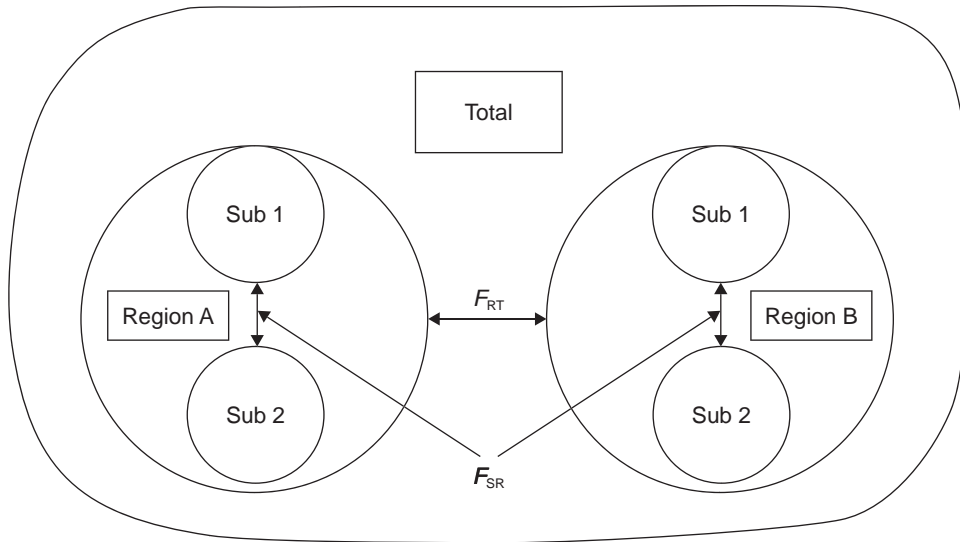 Total
Sub 1
Sub 1
Region A
F_RT
Region B
Sub 2
Sub 2
F_SR